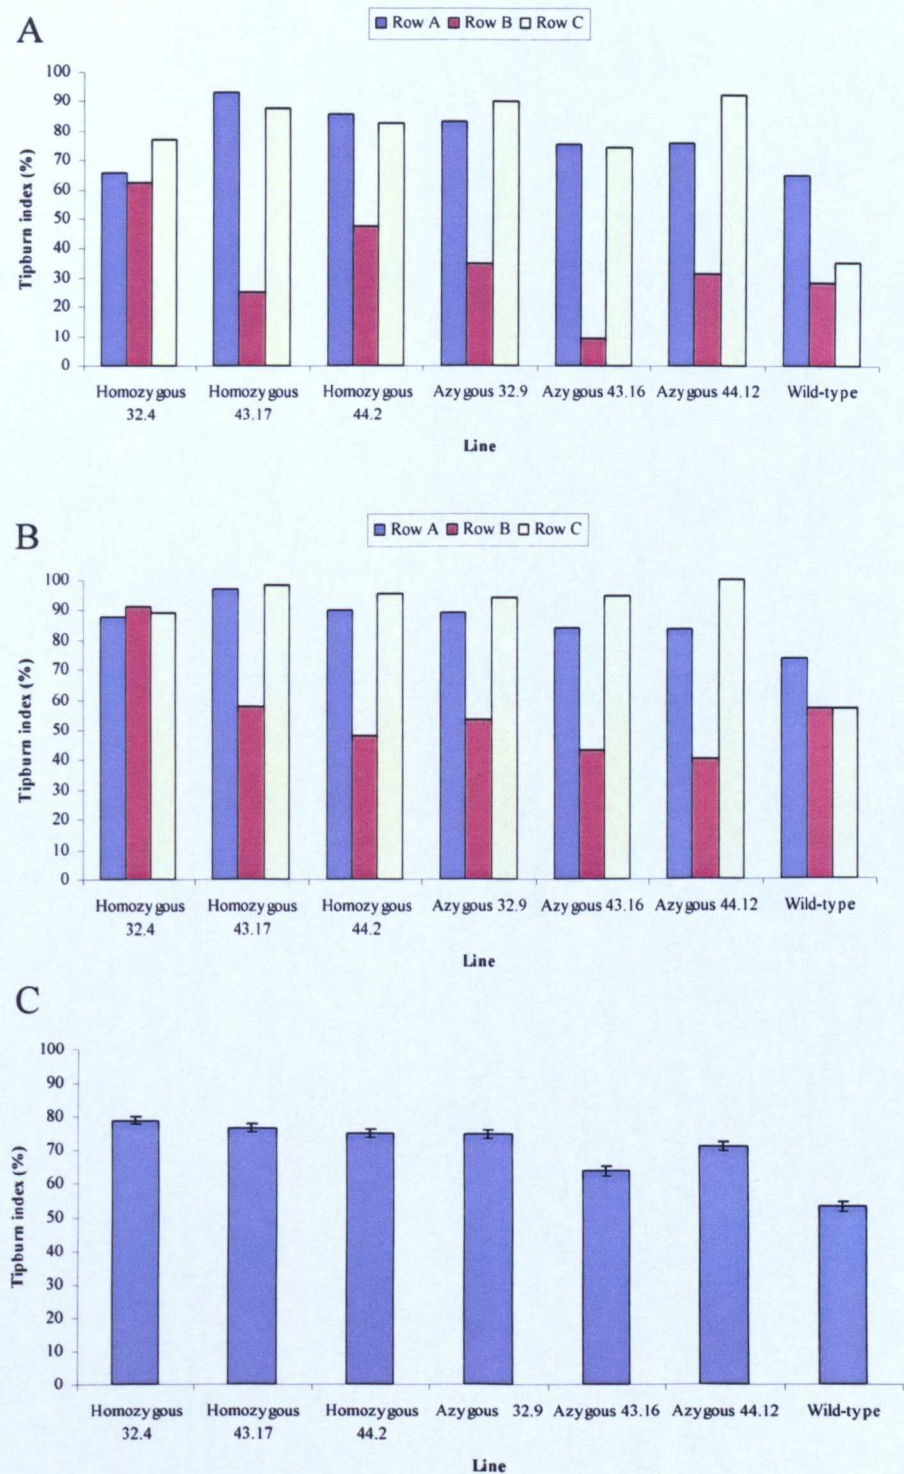 A
Row A Row B Row C
Tipburn index (%)
100
90
80
70
60
50
40
30
20
10
0
Homozygous 32.4
Homozygous 43.17
Homozygous 44.2
Azygous 32.9
Azygous 43.16
Azygous 44.12
Wild-type
Line
B
Row A Row B Row C
Tipburn index (%)
100
90
80
70
60
50
40
30
20
10
0
Homozygous 32.4
Homozygous 43.17
Homozygous 44.2
Azygous 32.9
Azygous 43.16
Azygous 44.12
Wild-type
Line
C
Tipburn index (%)
100
90
80
70
60
50
40
30
20
10
0
Homozygous 32.4
Homozygous 43.17
Homozygous 44.2
Azygous 32.9
Azygous 43.16
Azygous 44.12
Wild-type
Line